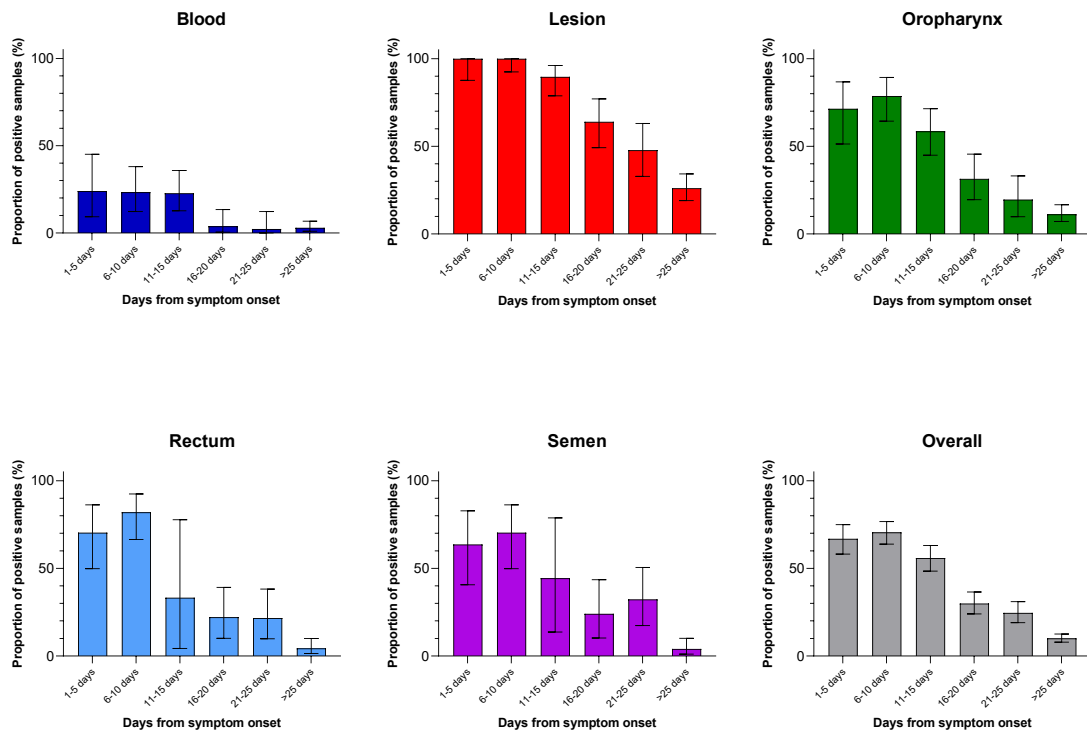 Blood
Proportion of positive samples (%)
100
50
0
1-5 days
6-10 days
11-15 days
16-20 days
21-25 days
>25 days
Days from symptom onset
Lesion
Proportion of positive samples (%)
100
50
0
1-5 days
6-10 days
11-15 days
16-20 days
21-25 days
>25 days
Days from symptom onset
Oropharynx
Proportion of positive samples (%)
100
50
0
1-5 days
6-10 days
11-15 days
16-20 days
21-25 days
>25 days
Days from symptom onset
Rectum
Proportion of positive samples (%)
100
50
0
1-5 days
6-10 days
11-15 days
16-20 days
21-25 days
>25 days
Days from symptom onset
Semen
Proportion of positive samples (%)
100
50
0
1-5 days
6-10 days
11-15 days
16-20 days
21-25 days
>25 days
Days from symptom onset
Overall
Proportion of positive samples (%)
100
50
0
1-5 days
6-10 days
11-15 days
16-20 days
21-25 days
>25 days
Days from symptom onset